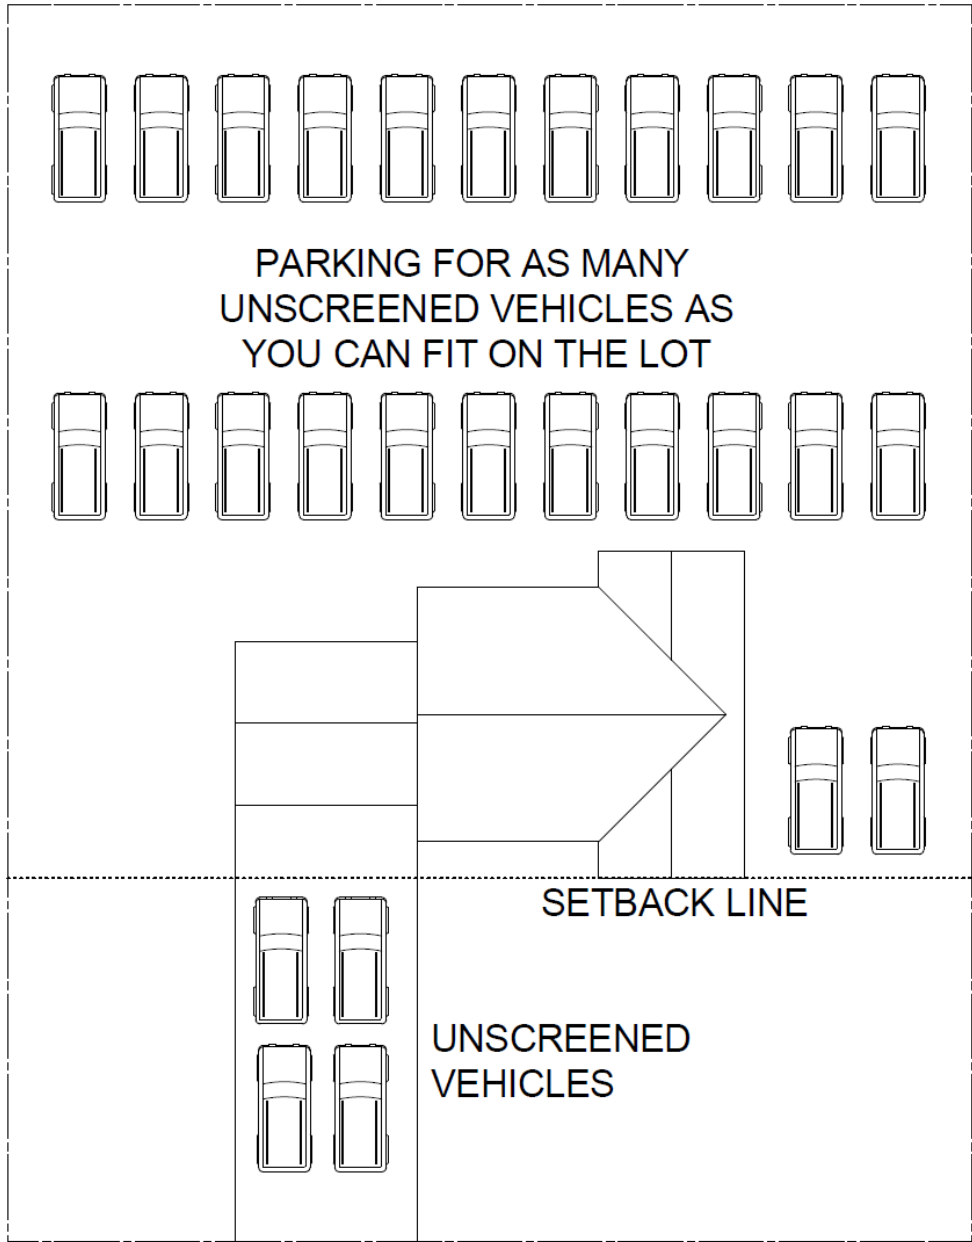 PARKING FOR AS MANY
UNSCREENED VEHICLES AS
YOU CAN FIT ON THE LOT
SETBACK LINE
UNSCREENED
VEHICLES